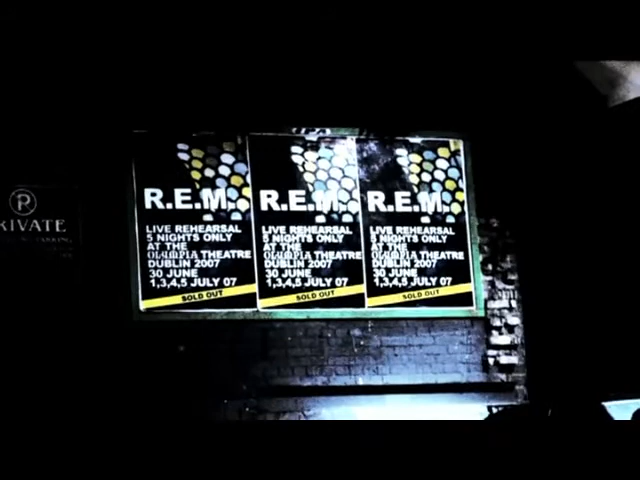 P
PRIVATE
R.E.M.
LIVE REHEARSAL
5 NIGHTS ONLY
AT THE
OLYMPIA THEATRE
DUBLIN 2007
30 JUNE
1,3,4,5 JULY 07
SOLD OUT
R.E.M.
LIVE REHEARSAL
5 NIGHTS ONLY
AT THE
OLYMPIA THEATRE
DUBLIN 2007
30 JUNE
1,3,4,5 JULY 07
SOLD OUT
R.E.M.
LIVE REHEARSAL
5 NIGHTS ONLY
AT THE
OLYMPIA THEATRE
DUBLIN 2007
30 JUNE
1,3,4,5 JULY 07
SOLD OUT